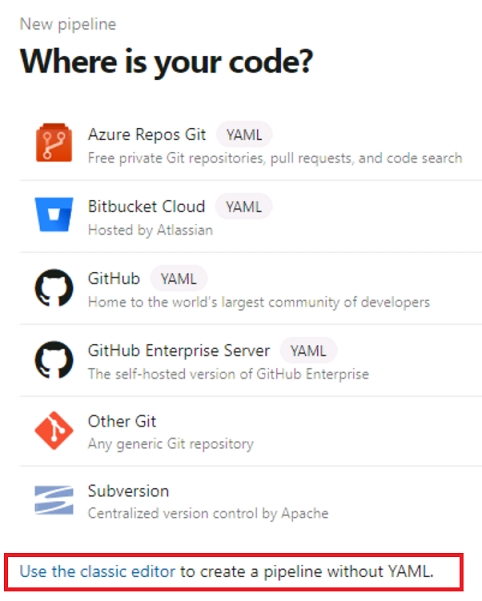 New pipeline
Where is your code?
Azure Repos Git YAML
Free private Git repositories, pull requests, and code search
Bitbucket Cloud YAML
Hosted by Atlassian
GitHub YAML
Home to the world's largest community of developers
GitHub Enterprise Server YAML
The self-hosted version of GitHub Enterprise
Other Git
Any generic Git repository
Subversion
Centralized version control by Apache
Use the classic editor to create a pipeline without YAML.